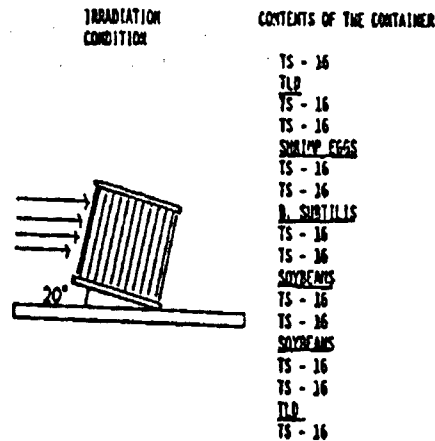 IRRADIATION
CONDITION
CONTENTS OF THE CONTAINER
TS - 16
TLD
TS - 16
TS - 16
SHRIMP EGGS
TS - 16
TS - 16
B. SUBTILIS
TS - 16
TS - 16
SOYBEANS
TS - 16
TS - 16
SOYBEANS
TS - 16
TS - 16
TLD
TS - 16
20°